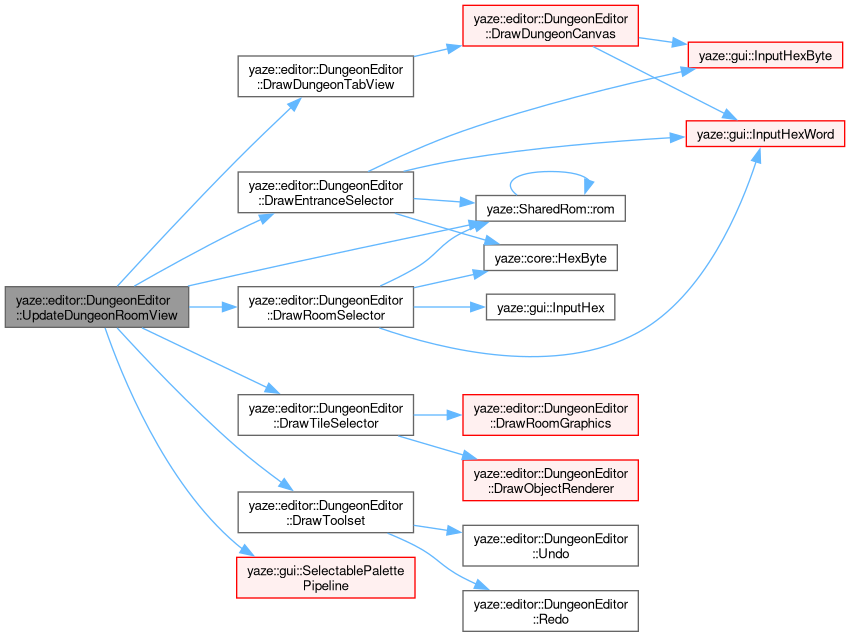 yaze::editor::DungeonEditor
::DrawDungeonCanvas
yaze::gui::InputHexByte
yaze::editor::DungeonEditor
::DrawDungeonTabView
yaze::gui::InputHexWord
yaze::editor::DungeonEditor
::DrawEntranceSelector
yaze::SharedRom::rom
yaze::core::HexByte
yaze::editor::DungeonEditor
::UpdateDungeonRoomView
yaze::editor::DungeonEditor
::DrawRoomSelector
yaze::gui::InputHex
yaze::editor::DungeonEditor
::DrawTileSelector
yaze::editor::DungeonEditor
::DrawRoomGraphics
yaze::editor::DungeonEditor
::DrawObjectRenderer
yaze::editor::DungeonEditor
::DrawToolset
yaze::editor::DungeonEditor
::Undo
yaze::gui::SelectablePalette
Pipeline
yaze::editor::DungeonEditor
::Redo